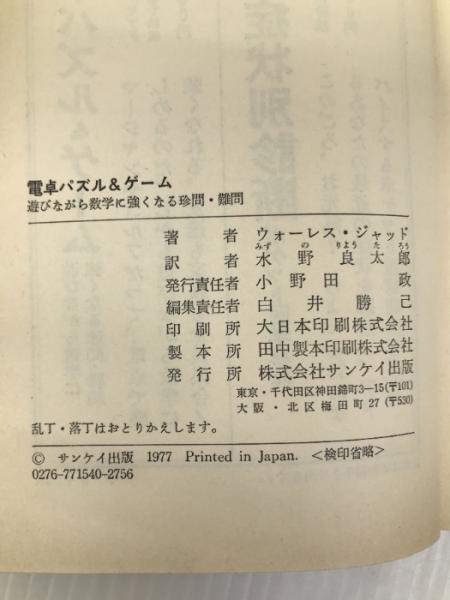 電卓パズル&ゲーム
遊びながら数学に強くなる珍問・難問
著者 ウォーレス・ジャッド
みずのりようたろう
訳者 水野良太郎
発行責任者 小野田政
編集責任者 白井勝己
印刷所 大日本印刷株式会社
製本所 田中製本印刷株式会社
発行所 株式会社サンケイ出版
東京・千代田区神田錦町3―15(〒101)
大阪・北区梅田町27(〒530)
乱丁・落丁はおとりかえします。
© サンケイ出版 1977 Printed in Japan. <検印省略>
0276-771540-2756